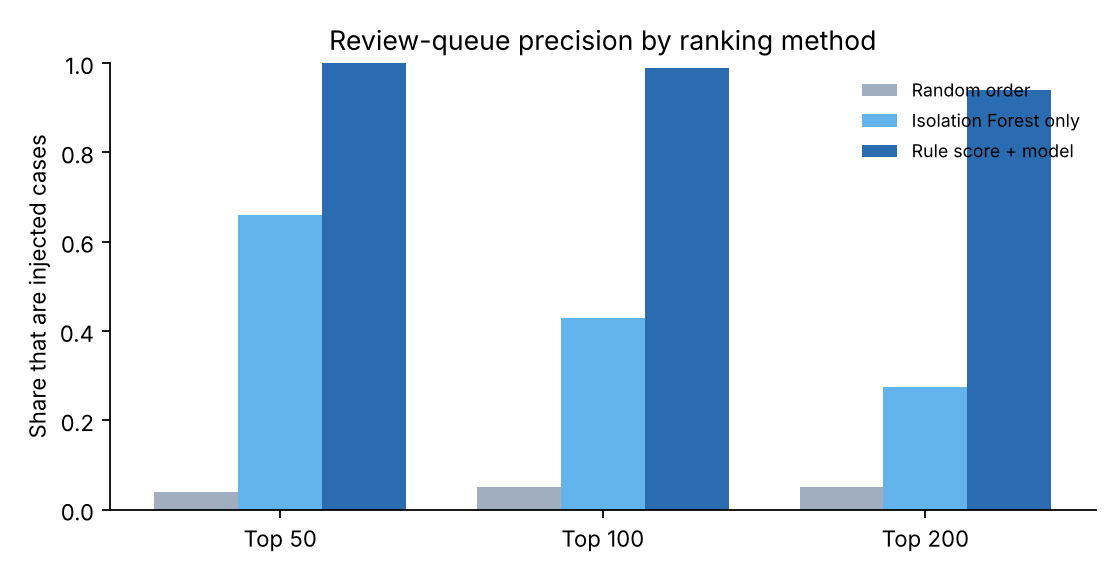 Review-queue precision by ranking method
Share that are injected cases
1.0
0.8
0.6
0.4
0.2
0.0
Random order
Isolation Forest only
Rule score + model
Top 50
Top 100
Top 200